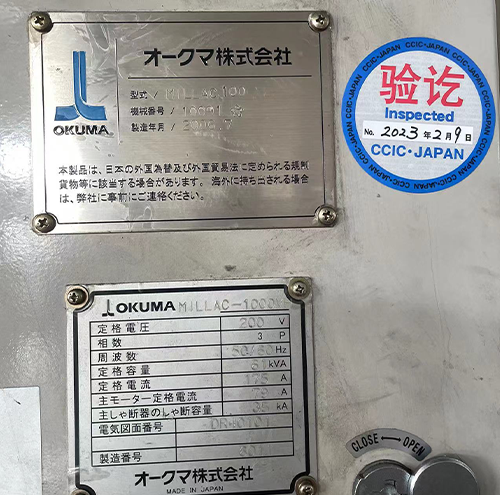 オークマ株式会社
OKUMA
型式/
機械番号/
製造年月/
本製品は、日本の外国為替及び外国貿易法に定められる規制
貨物等に該当する場合があります。海外に持ち出される場合
は、弊社に事前にご連絡ください。
CCIC・JAPAN
验讫
Inspected
No. 2023年2月9日
CCIC・JAPAN
OKUMA MILLAC-1000
定格電圧 200 V
相数 3 P
周波数 50/60 Hz
定格容量 kVA
定格電流 A
主モーター定格電流 A
主しゃ断器のしゃ断容量 kA
電気図面番号
製造番号
オークマ株式会社
MADE IN JAPAN
CLOSE ←→ OPEN